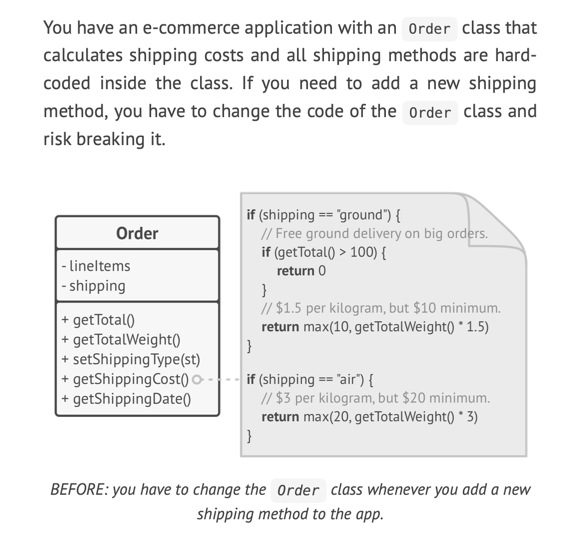 You have an e-commerce application with an Order class that
calculates shipping costs and all shipping methods are hard-
coded inside the class. If you need to add a new shipping
method, you have to change the code of the Order class and
risk breaking it.
Order
- lineItems
- shipping
+ getTotal()
+ getTotalWeight()
+ setShippingType(st)
+ getShippingCost()
+ getShippingDate()
if (shipping == "ground") {
// Free ground delivery on big orders.
if (getTotal() > 100) {
return 0
}
// $1.5 per kilogram, but $10 minimum.
return max(10, getTotalWeight() * 1.5)
}
if (shipping == "air") {
// $3 per kilogram, but $20 minimum.
return max(20, getTotalWeight() * 3)
}
BEFORE: you have to change the Order class whenever you add a new
shipping method to the app.